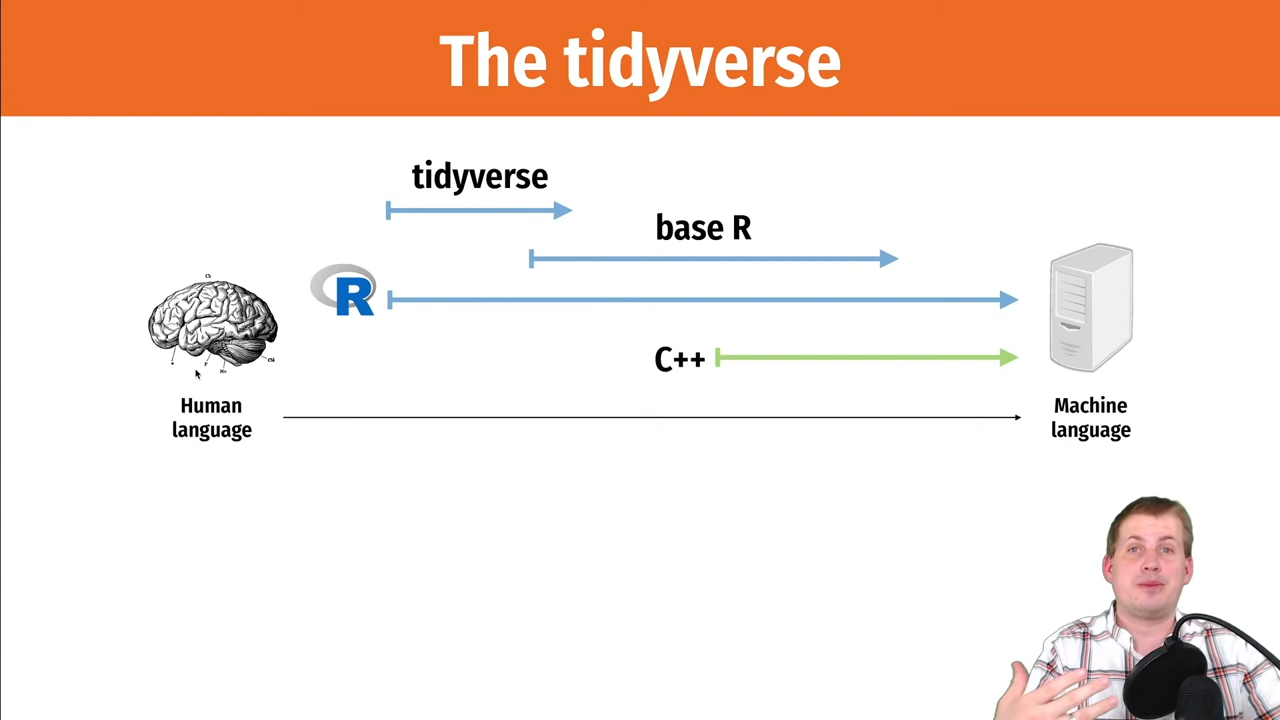 The tidyverse
tidyverse
base R
R
C++
Human
language
Machine
language